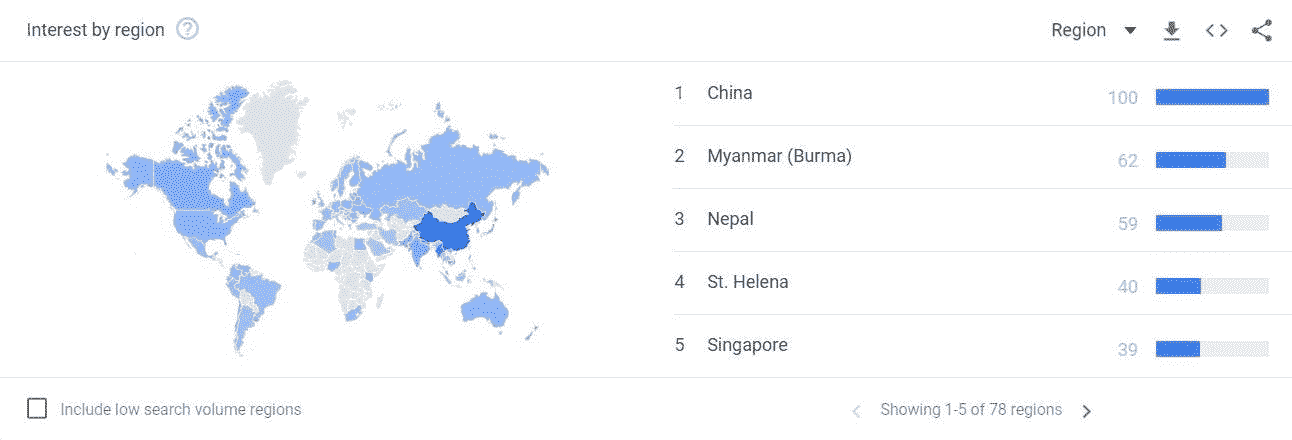 Interest by region
Region
1 China 100
2 Myanmar (Burma) 62
3 Nepal 59
4 St. Helena 40
5 Singapore 39
Include low search volume regions
Showing 1-5 of 78 regions